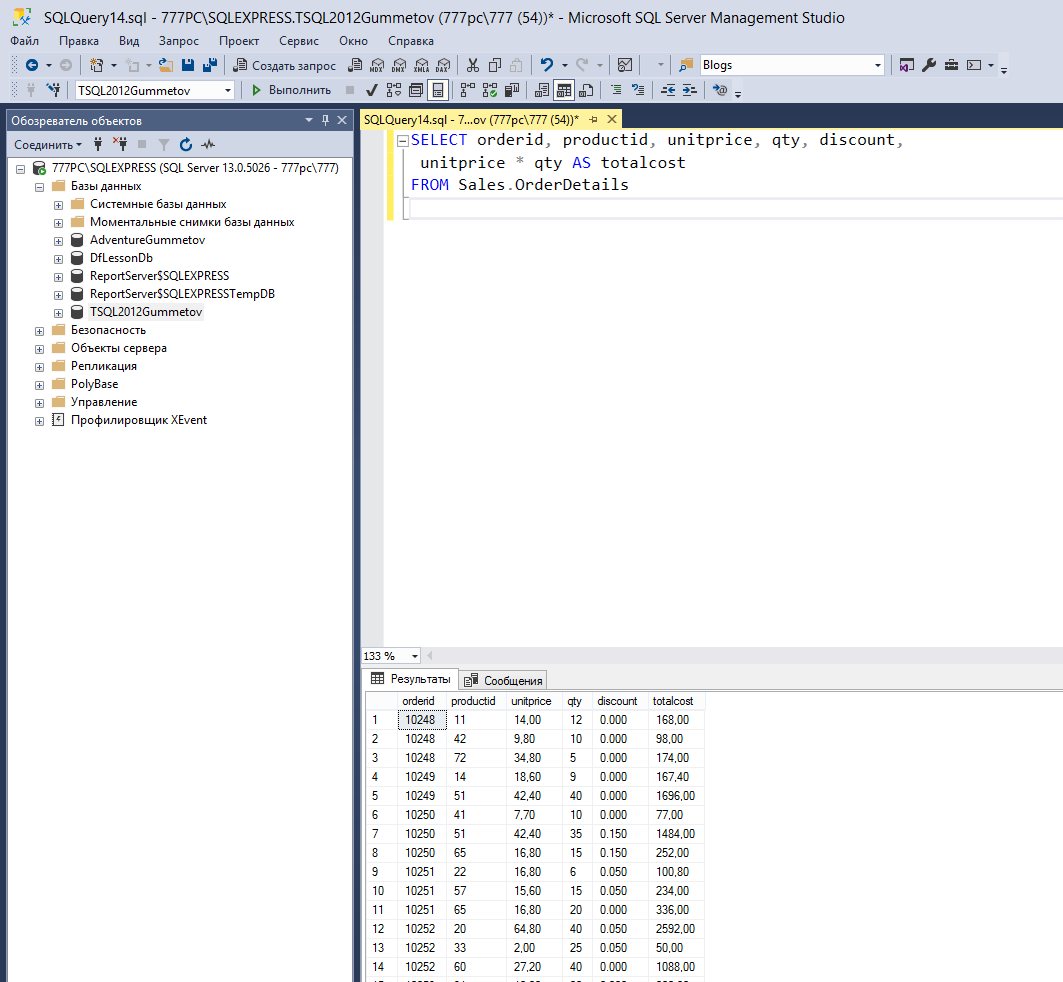 SQLQuery14.sql - 777PC\SQLEXPRESS.TSQL2012Gummetov (777pc\777 (54))* - Microsoft SQL Server Management Studio
Файл Правка Вид Запрос Проект Сервис Окно Справка
Создать запрос MDX DMX XMLA DAX Blogs
TSQL2012Gummetov Выполнить
Обозреватель объектов
Соединить
777PC\SQLEXPRESS (SQL Server 13.0.5026 - 777pc\777)
Базы данных
Системные базы данных
Моментальные снимки базы данных
AdventureGummetov
DfLessonDb
ReportServer$SQLEXPRESS
ReportServer$SQLEXPRESSTempDB
TSQL2012Gummetov
Безопасность
Объекты сервера
Репликация
PolyBase
Управление
Профилировщик XEvent
SQLQuery14.sql - 7...ov (777pc\777 (54))*
SELECT orderid, productid, unitprice, qty, discount,
unitprice * qty AS totalcost
FROM Sales.OrderDetails
133 %
Результаты Сообщения
orderid productid unitprice qty discount totalcost
1 10248 11 14,00 12 0.000 168,00
2 10248 42 9,80 10 0.000 98,00
3 10248 72 34,80 5 0.000 174,00
4 10249 14 18,60 9 0.000 167,40
5 10249 51 42,40 40 0.000 1696,00
6 10250 41 7,70 10 0.000 77,00
7 10250 51 42,40 35 0.150 1484,00
8 10250 65 16,80 15 0.150 252,00
9 10251 22 16,80 6 0.050 100,80
10 10251 57 15,60 15 0.050 234,00
11 10251 65 16,80 20 0.000 336,00
12 10252 20 64,80 40 0.050 2592,00
13 10252 33 2,00 25 0.050 50,00
14 10252 60 27,20 40 0.000 1088,00